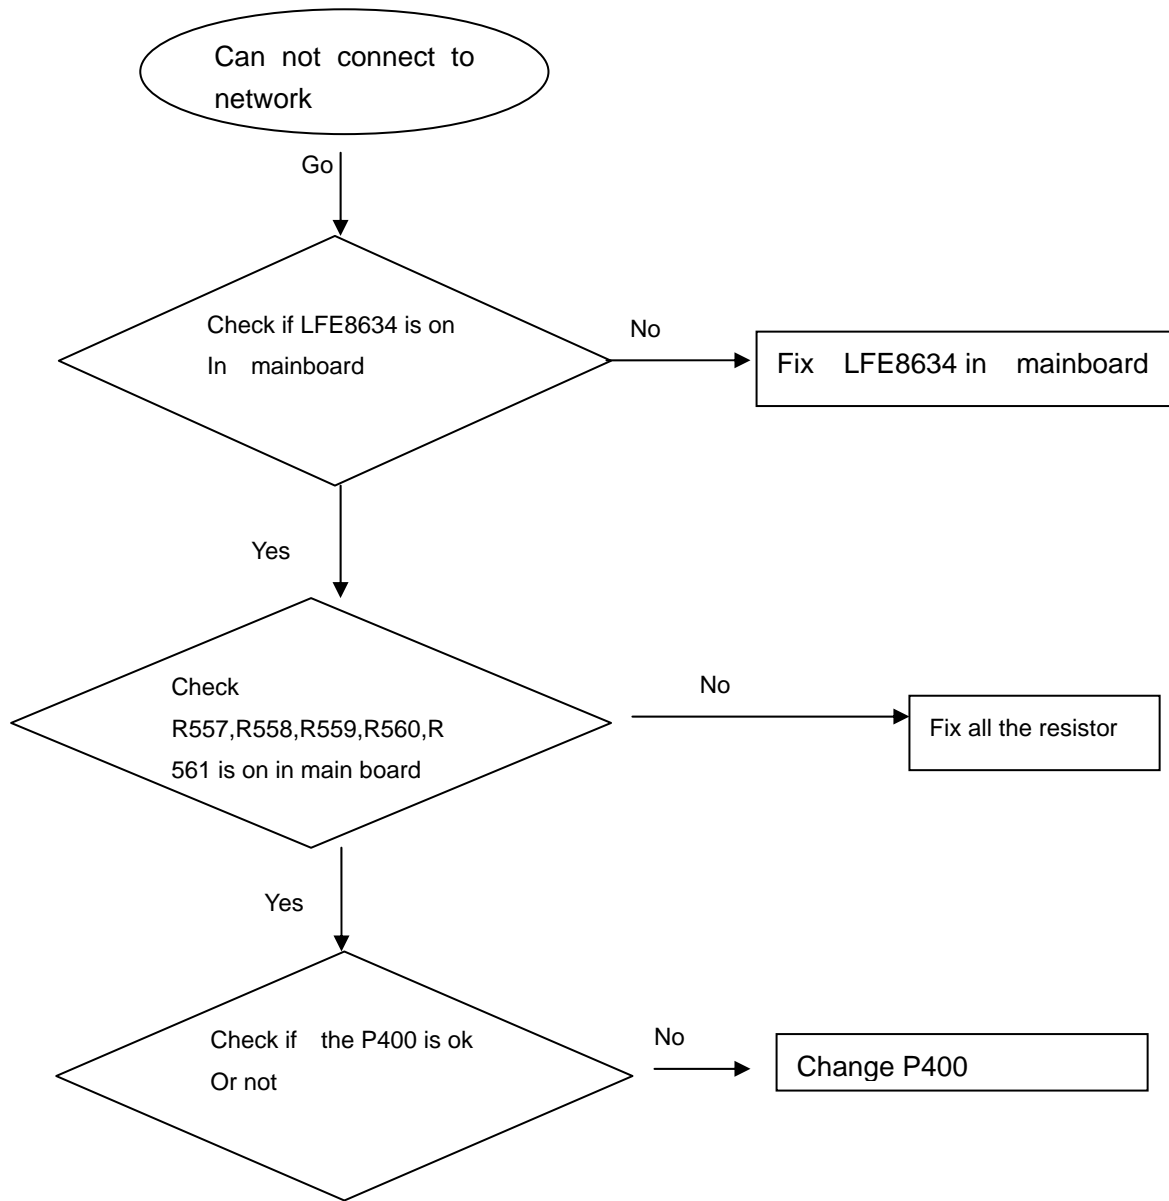 Can not connect to
network
Go
Check if LFE8634 is on
In mainboard
No
Fix LFE8634 in mainboard
Yes
Check
R557,R558,R559,R560,R
561 is on in main board
No
Fix all the resistor
Yes
Check if the P400 is ok
Or not
No
Change P400